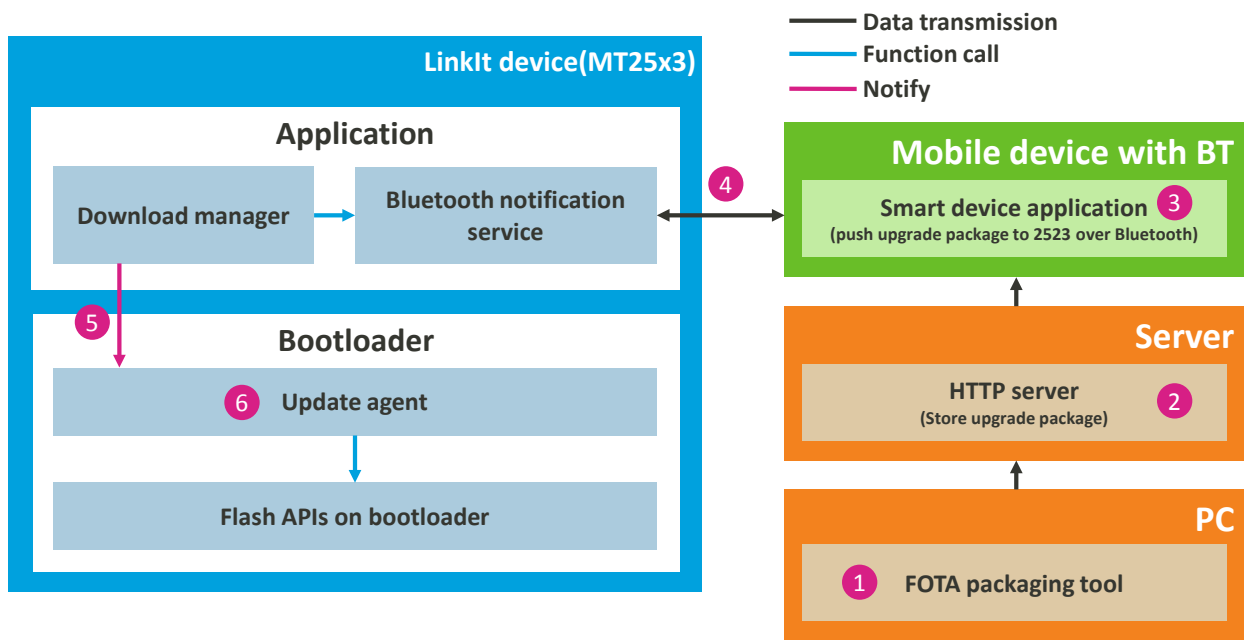 Data transmission
Function call
Notify
LinkIt device(MT25x3)
Application
Download manager
Bluetooth notification
service
4
5
Bootloader
6
Update agent
Flash APIs on bootloader
Mobile device with BT
Smart device application
3
(push upgrade package to 2523 over Bluetooth)
Server
HTTP server
2
(Store upgrade package)
PC
1
FOTA packaging tool